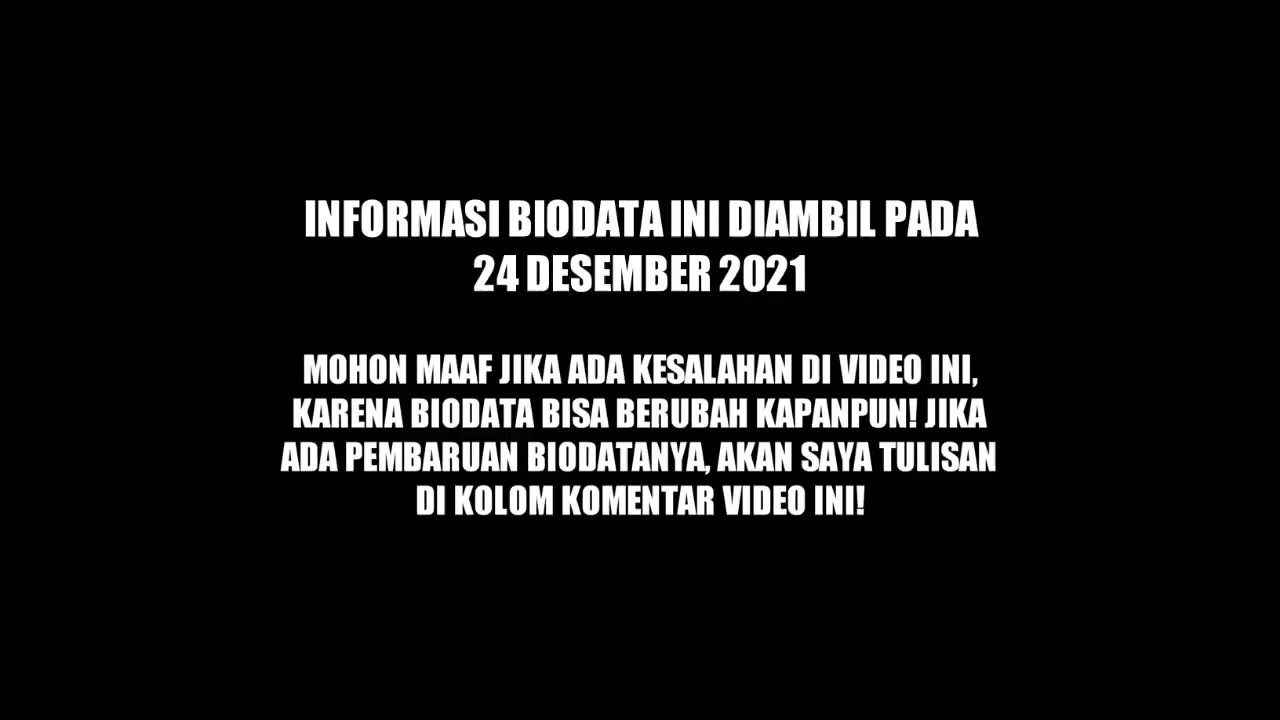 INFORMASI BIODATA INI DIAMBIL PADA
24 DESEMBER 2021
MOHON MAAF JIKA ADA KESALAHAN DI VIDEO INI,
KARENA BIODATA BISA BERUBAH KAPANPUN! JIKA
ADA PEMBARUAN BIODATANYA, AKAN SAYA TULISAN
DI KOLOM KOMENTAR VIDEO INI!